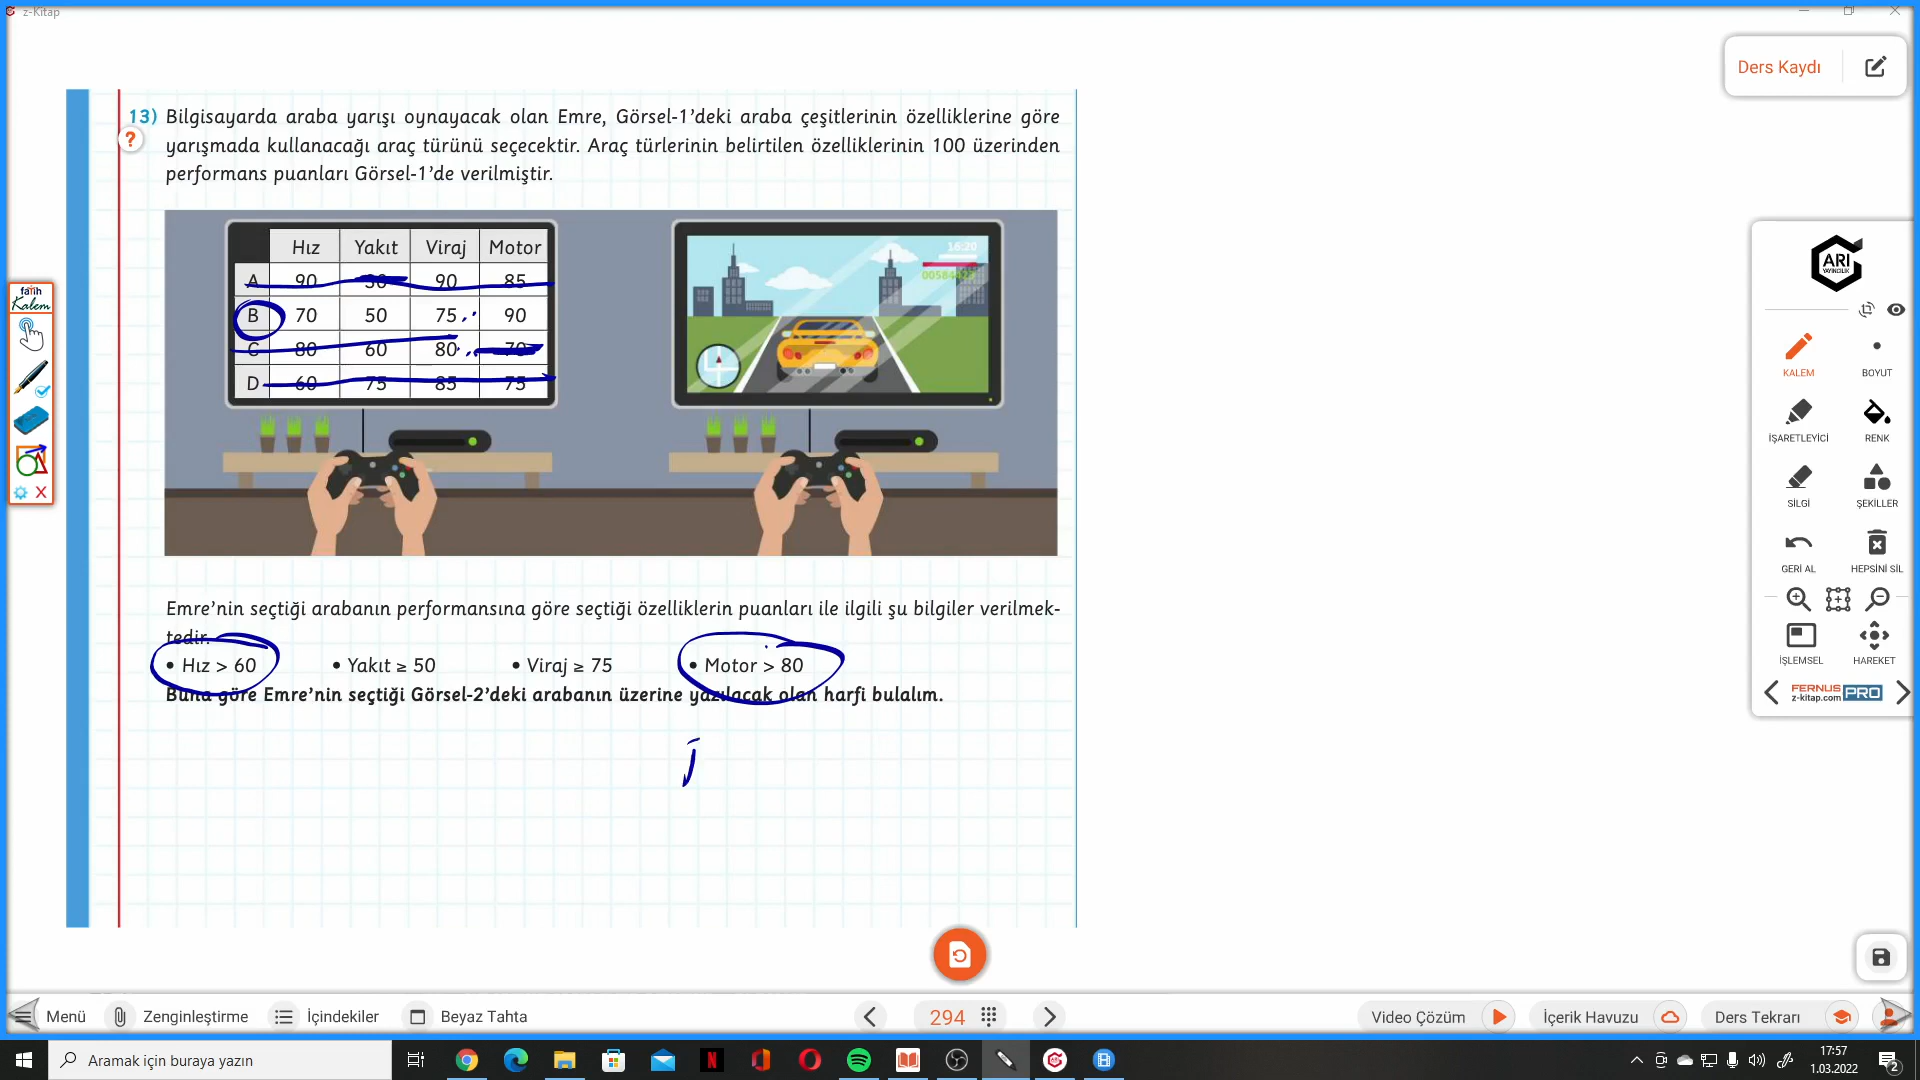 z-Kitap
Ders Kaydı
13) Bilgisayarda araba yarışı oynayacak olan Emre, Görsel-1'deki araba çeşitlerinin özelliklerine göre
? yarışmada kullanacağı araç türünü seçecektir. Araç türlerinin belirtilen özelliklerinin 100 üzerinden
performans puanları Görsel-1'de verilmiştir.
Hız Yakıt Viraj Motor
A 90 30 90 85
B 70 50 75 90
C 80 60 80 70
D 60 75 85 75
16:20
Emre'nin seçtiği arabanın performansına göre seçtiği özelliklerin puanları ile ilgili şu bilgiler verilmek-
tedir.
• Hız > 60 • Yakıt ≥ 50 • Viraj ≥ 75 • Motor > 80
Buna göre Emre'nin seçtiği Görsel-2'deki arabanın üzerine yazılacak olan harfi bulalım.
fatih
Kalem
X
ARI
YAYINCILIK
KALEM BOYUT
İŞARETLEYİCİ RENK
SİLGİ ŞEKİLLER
GERİ AL HEPSİNİ SİL
İŞLEMSEL HAREKET
FERNUS
z-kitap.com PRO
Menü Zenginleştirme İçindekiler Beyaz Tahta 294 Video Çözüm İçerik Havuzu Ders Tekrarı
Aramak için buraya yazın
17:57
1.03.2022
2